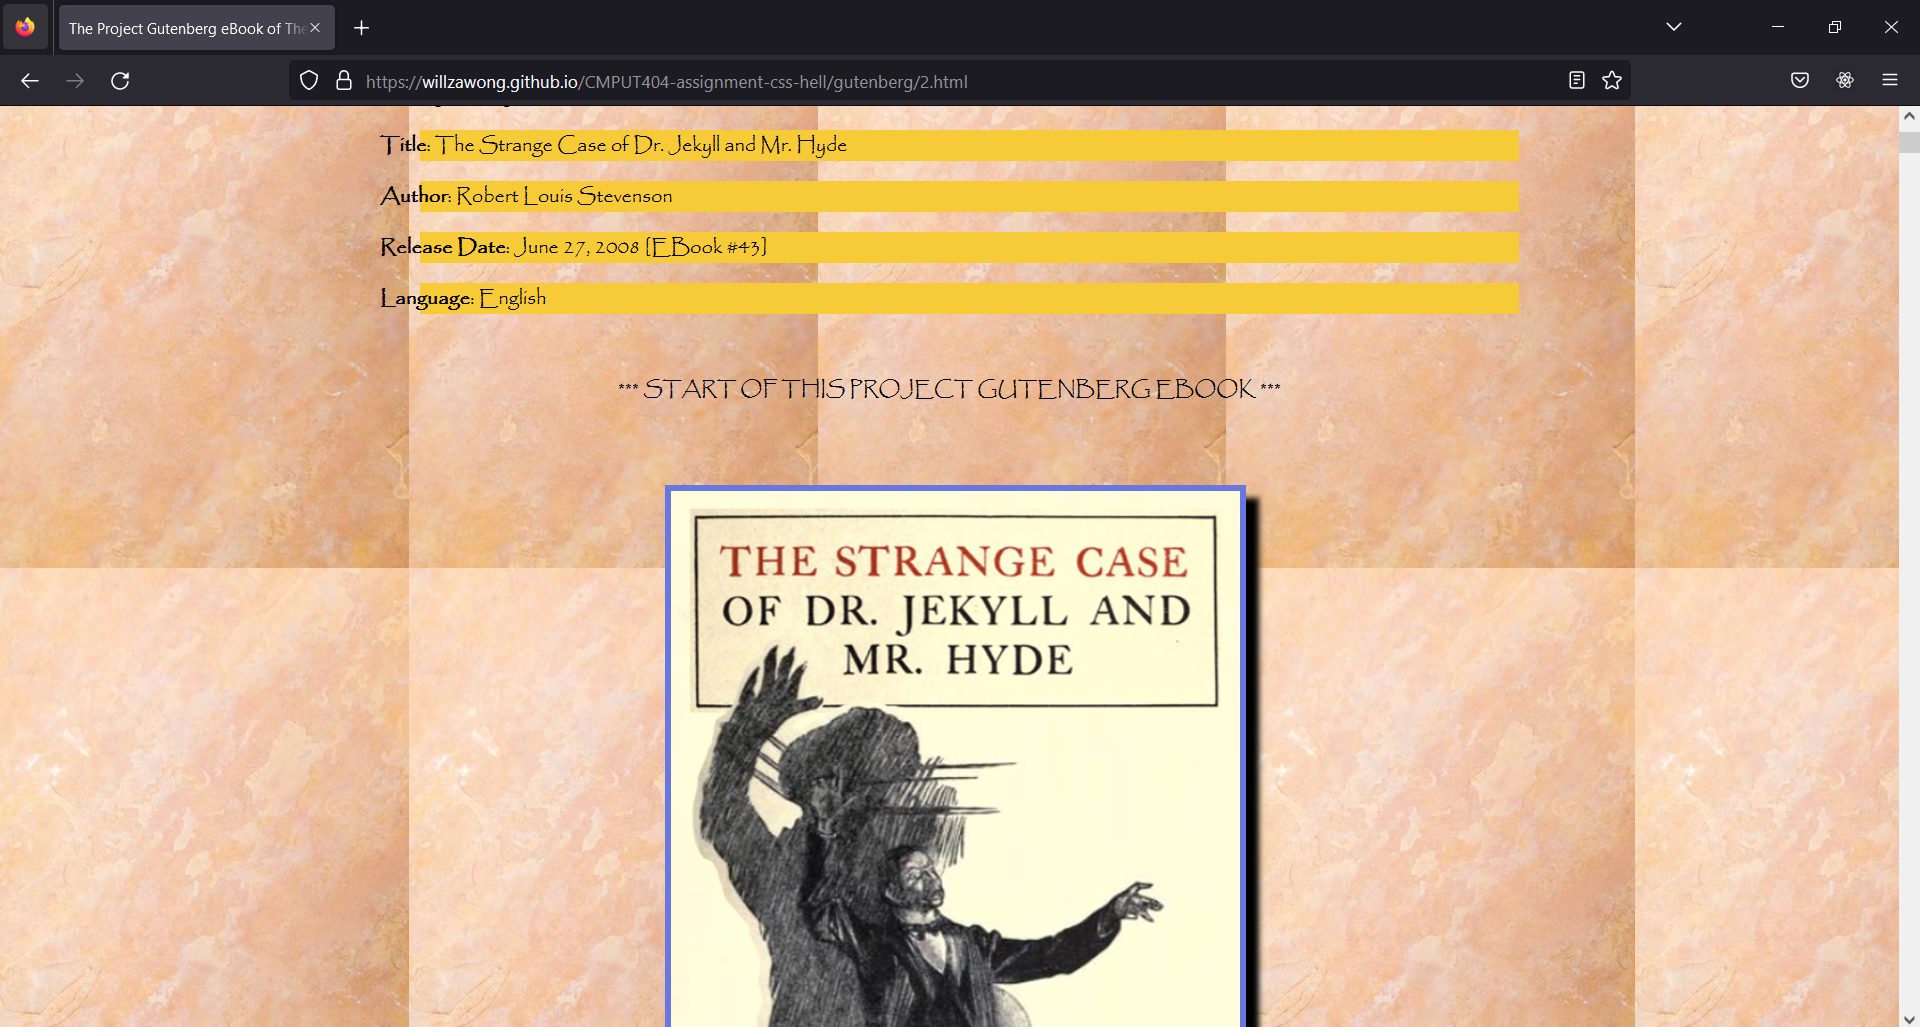 The Project Gutenberg eBook of The
https://willzawong.github.io/CMPUT404-assignment-css-hell/gutenberg/2.html
Title: The Strange Case of Dr. Jekyll and Mr. Hyde
Author: Robert Louis Stevenson
Release Date: June 27, 2008 [EBook #43]
Language: English
*** START OF THIS PROJECT GUTENBERG EBOOK ***
THE STRANGE CASE
OF DR. JEKYLL AND
MR. HYDE